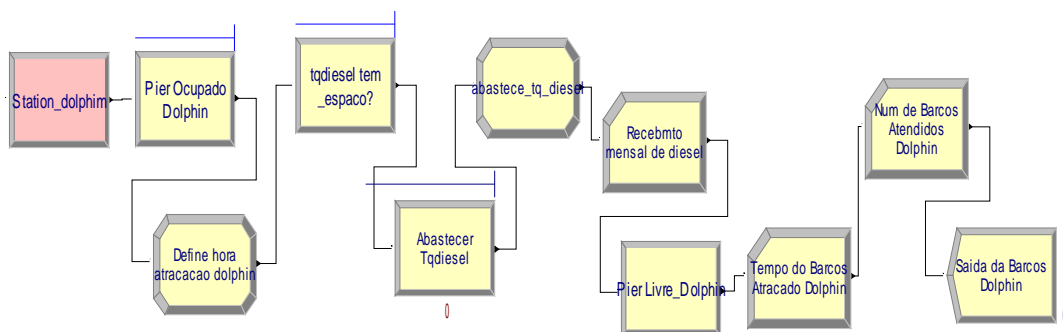 Station_dolphim
Pier Ocupado
Dolphin
Define hora
atracacao dolphin
tqdiesel tem
_espaco?
Abastecer
Tqdiesel
0
abastece_tq_diesel
Recebmto
mensal de diesel
Pier Livre_Dolphin
Tempo do Barcos
Atracado Dolphin
Num de Barcos
Atendidos
Dolphin
Saida da Barcos
Dolphin